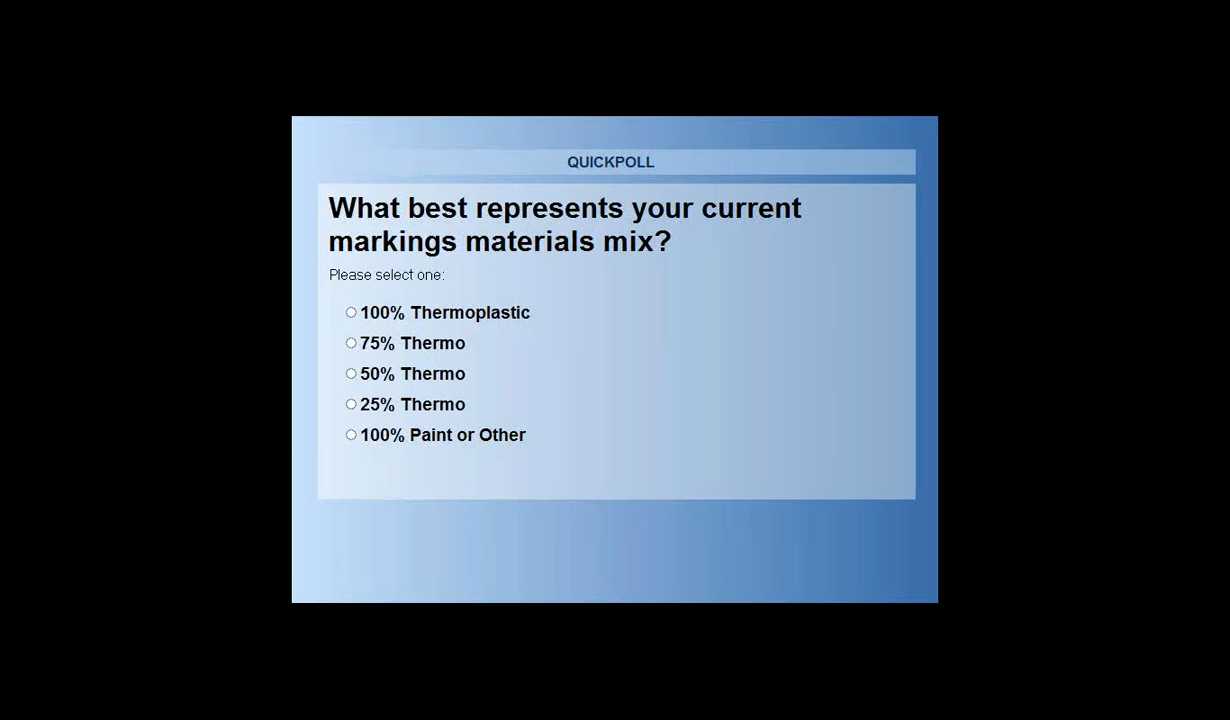 QUICKPOLL
What best represents your current
markings materials mix?
Please select one:
100% Thermoplastic
75% Thermo
50% Thermo
25% Thermo
100% Paint or Other